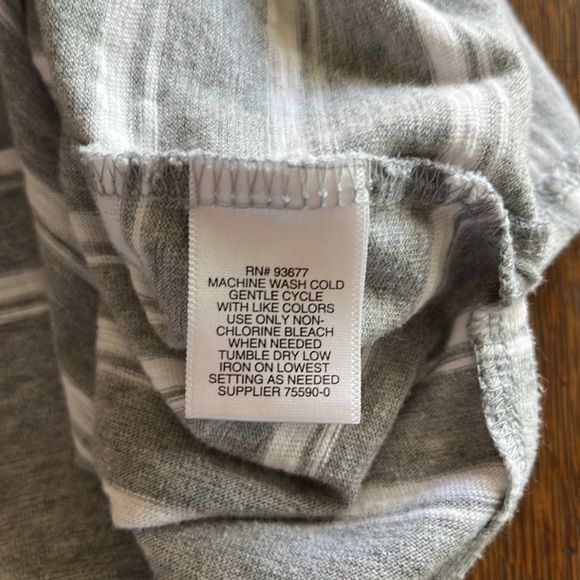 RN# 93677
MACHINE WASH COLD
GENTLE CYCLE
WITH LIKE COLORS
USE ONLY NON-
CHLORINE BLEACH
WHEN NEEDED
TUMBLE DRY LOW
IRON ON LOWEST
SETTING AS NEEDED
SUPPLIER 75590-0